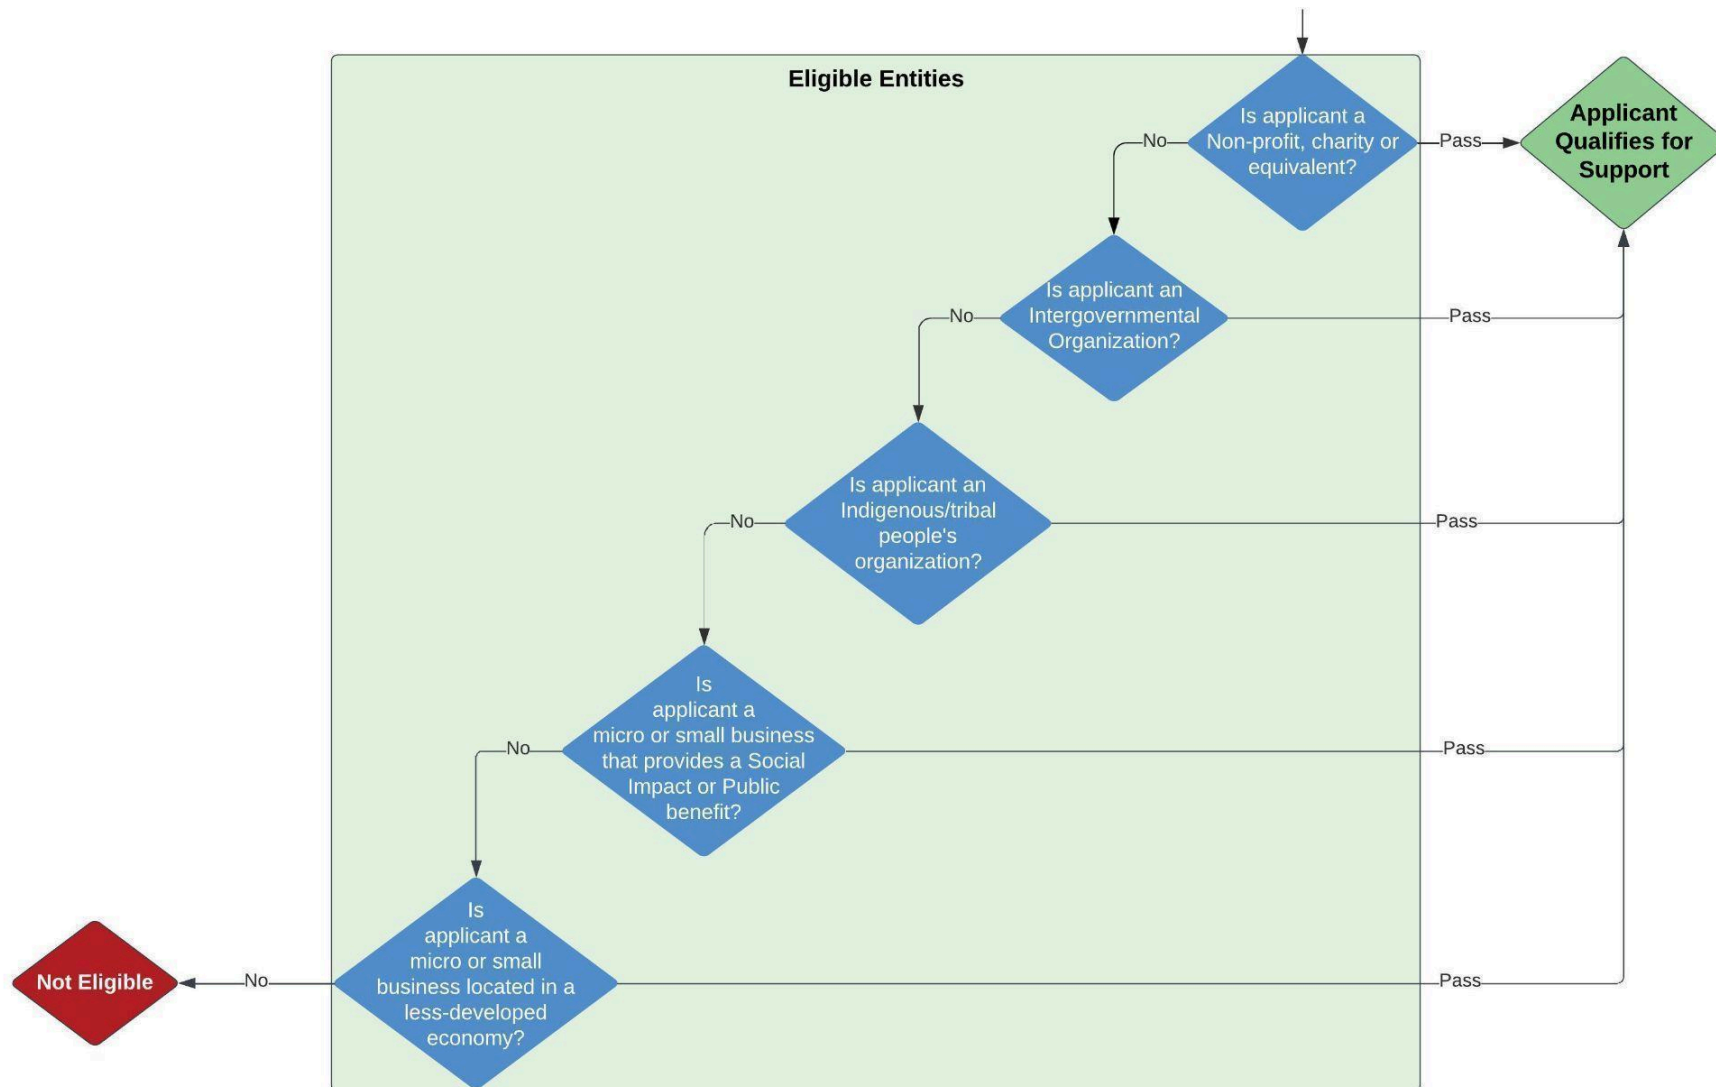 Eligible Entities
Is applicant a
Non-profit, charity or
equivalent?
No
Pass
Applicant
Qualifies for
Support
Is applicant an
Intergovernmental
Organization?
No
Pass
Is applicant an
Indigenous/tribal
people's
organization?
No
Pass
Is
applicant a
micro or small business
that provides a Social
Impact or Public
benefit?
No
Pass
Is
applicant a
micro or small
business located in a
less-developed
economy?
No
Pass
Not Eligible